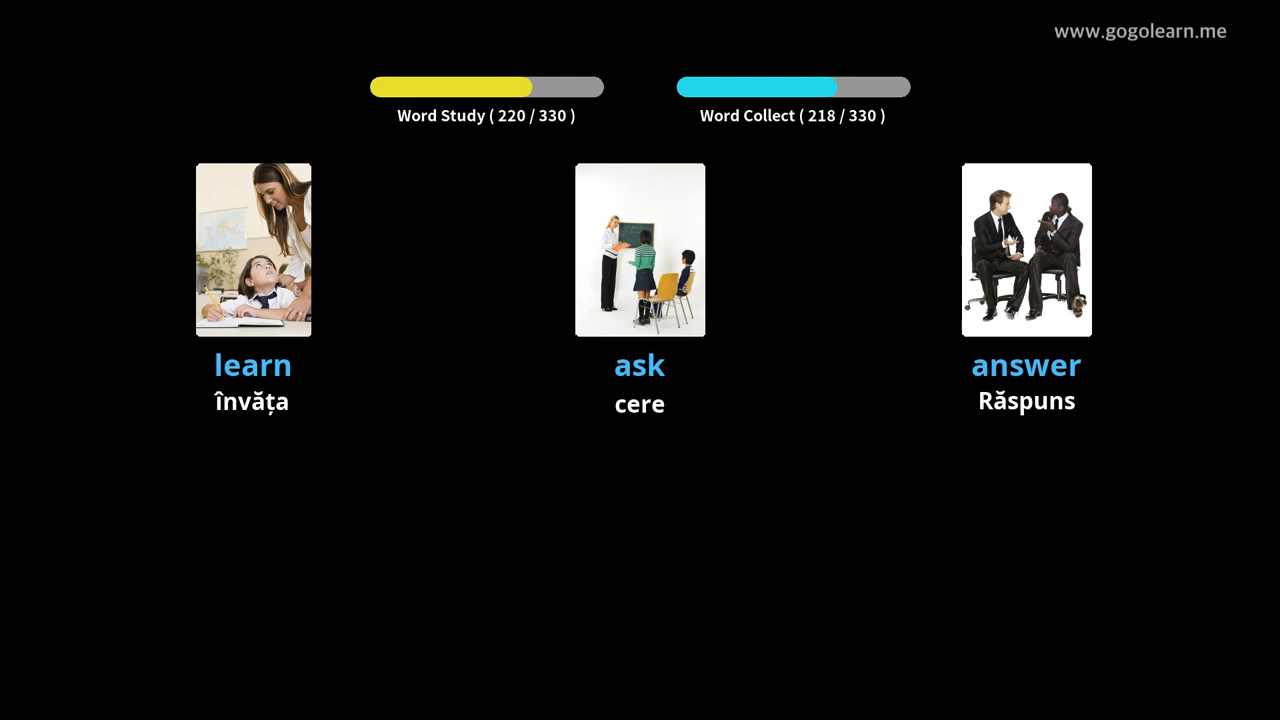 www.gogolearn.me
Word Study ( 220 / 330 )
Word Collect ( 218 / 330 )
learn
învăța
ask
cere
answer
Răspuns